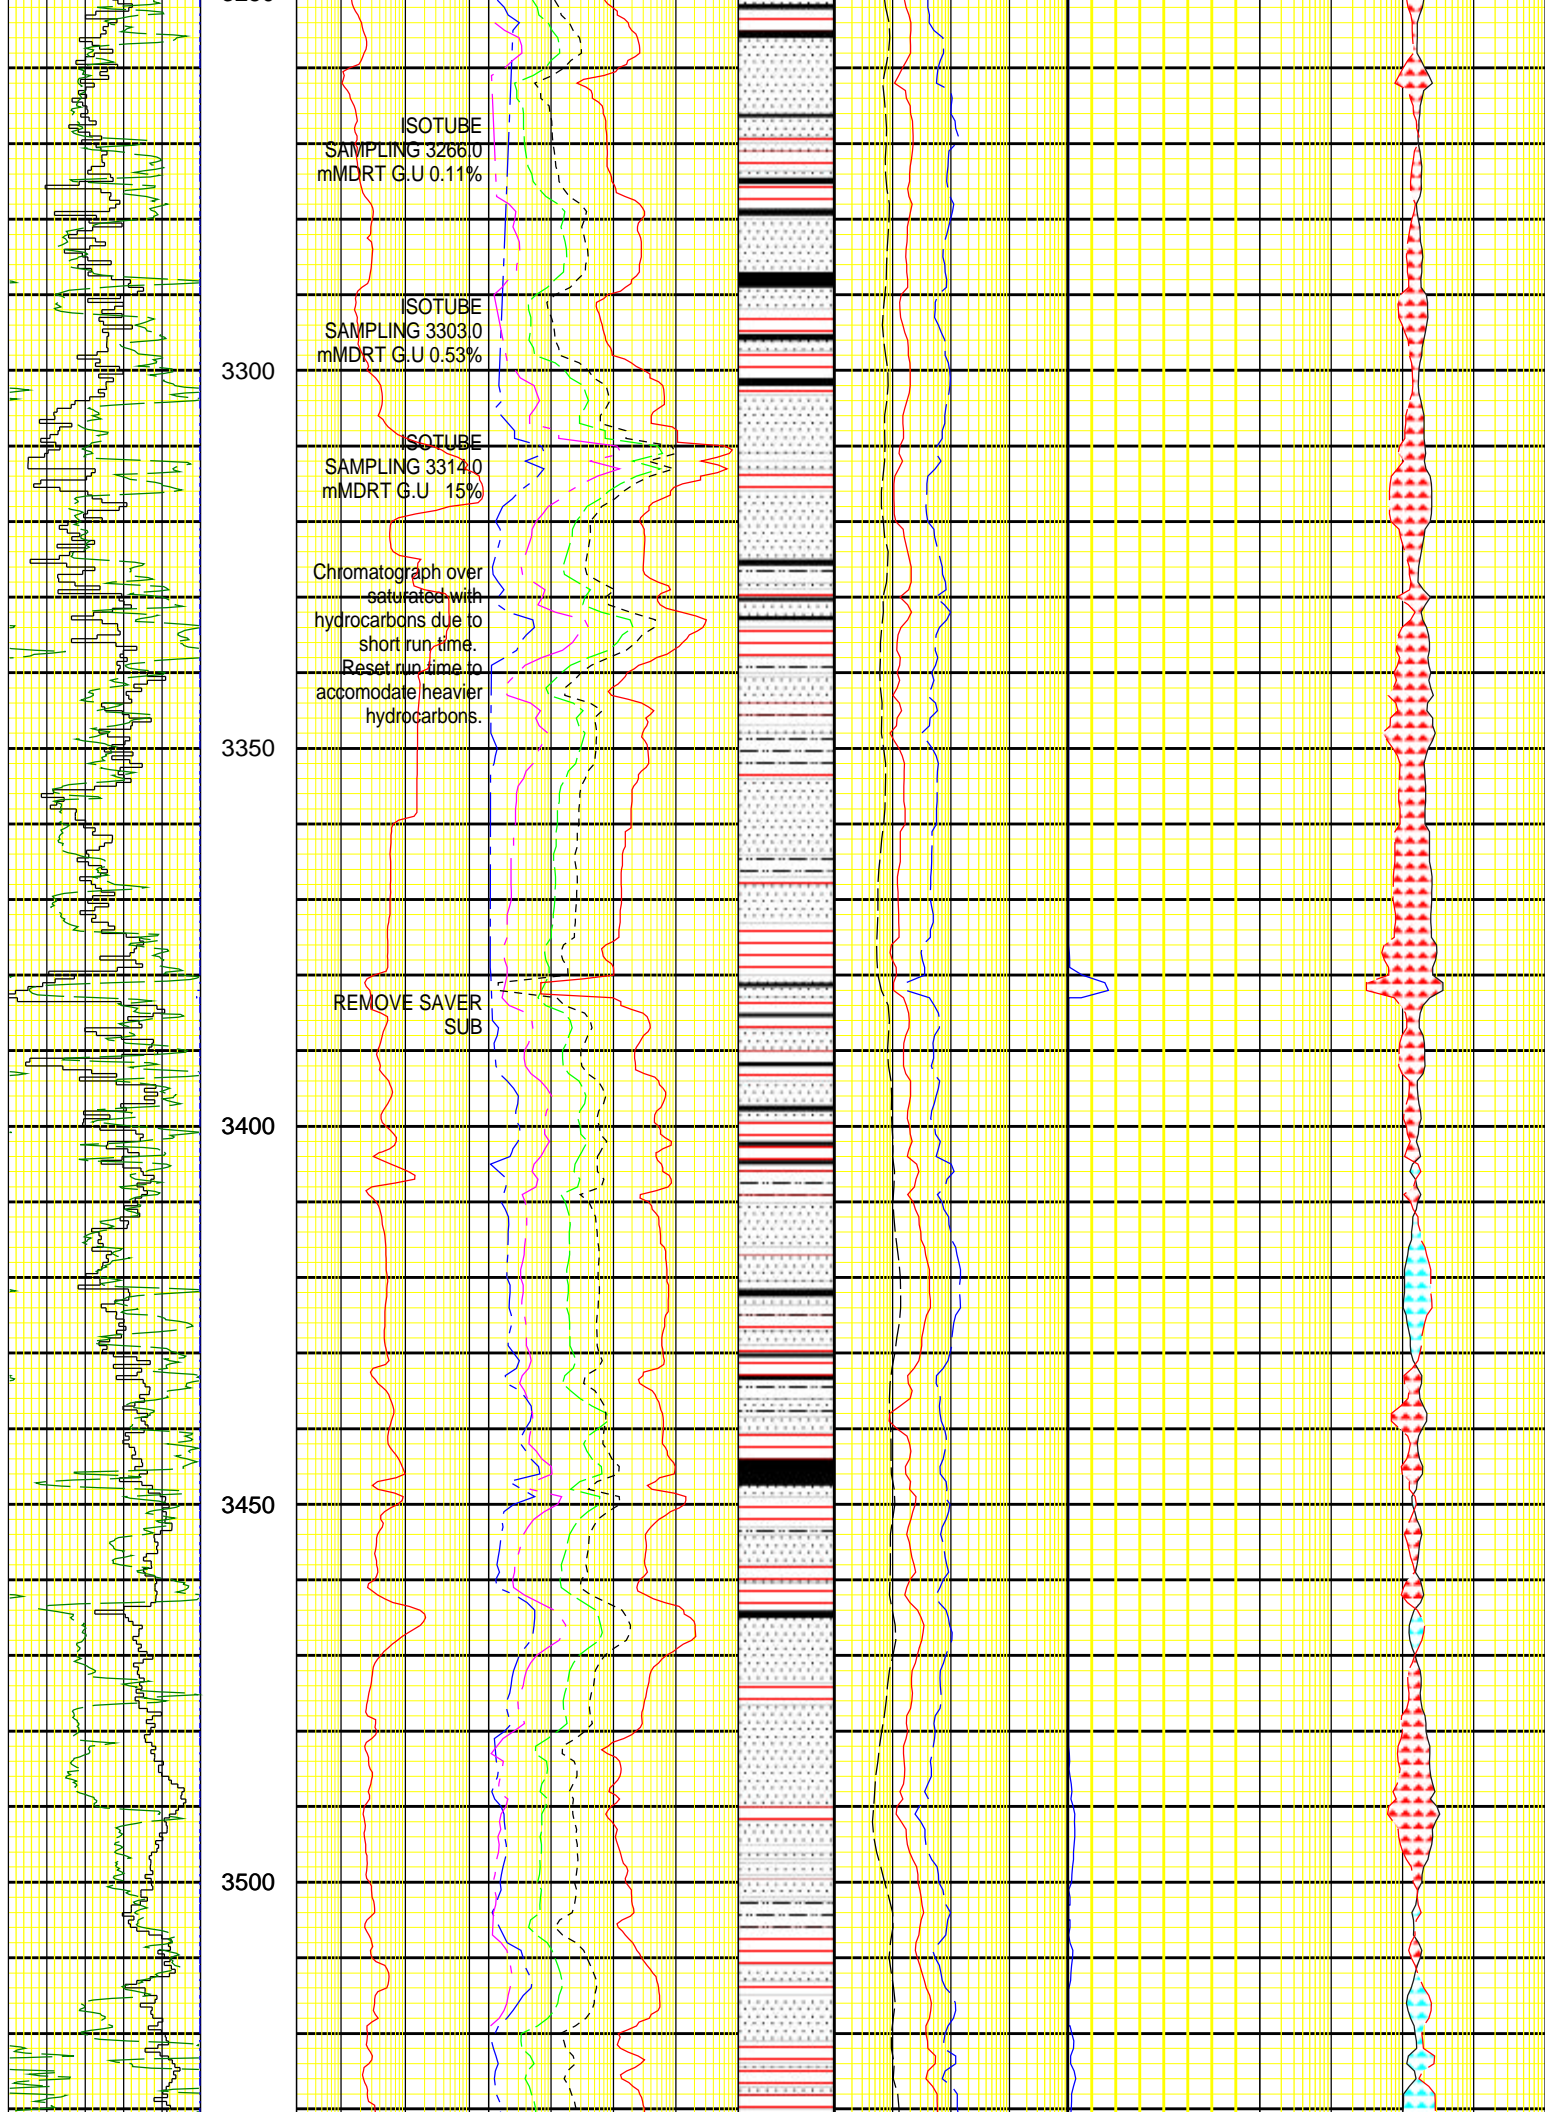 ISOTUBE
SAMPLING 3266.0
mMDRT G.U 0.11%
ISOTUBE
SAMPLING 3303.0
mMDRT G.U 0.53%
3300
ISOTUBE
SAMPLING 3314.0
mMDRT G.U 15%
Chromatograph over
saturated with
hydrocarbons due to
short run time.
Reset run time to
accomodate heavier
hydrocarbons.
3350
REMOVE SAVER
SUB
3400
3450
3500